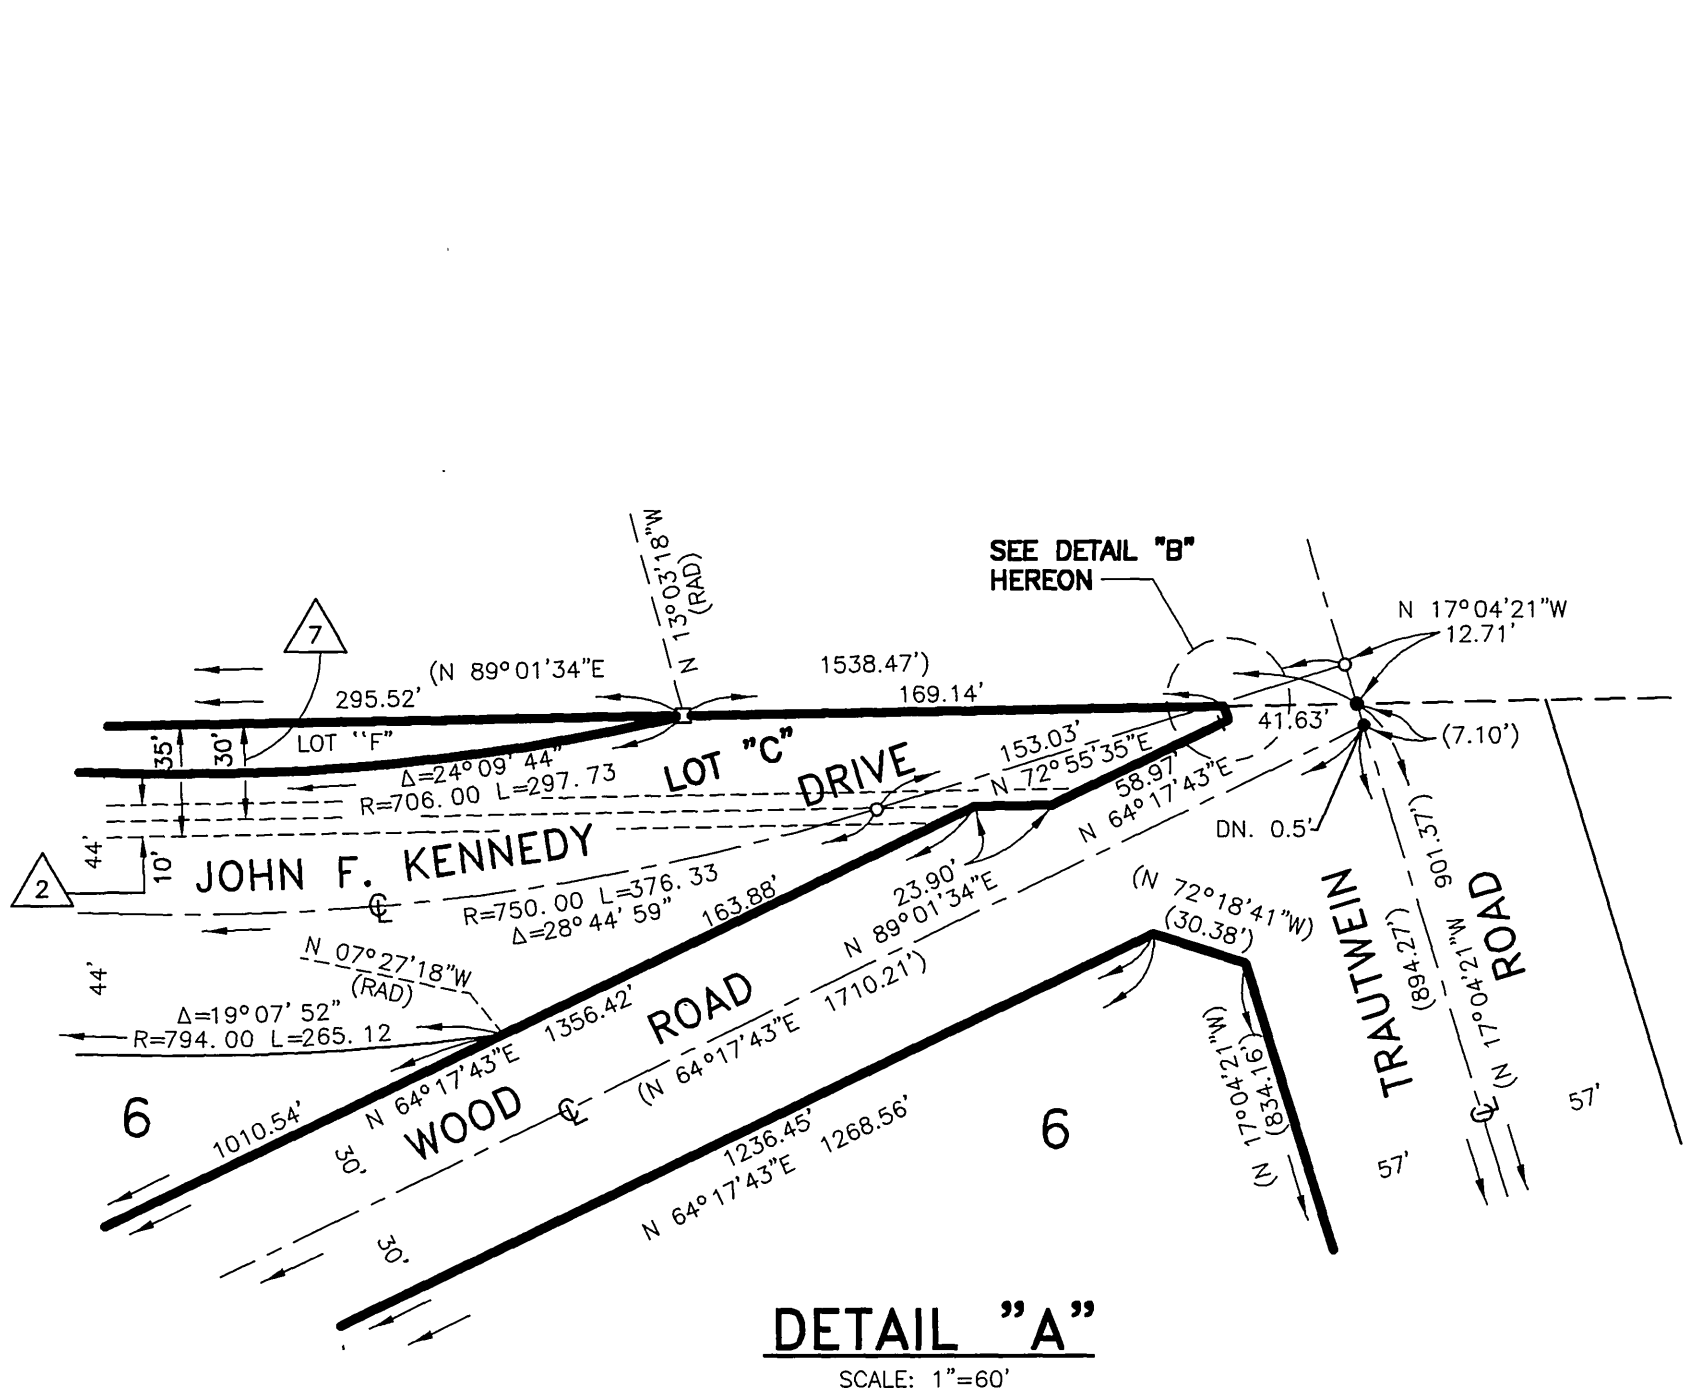 N 13°03'18"W
(RAD)
SEE DETAIL "B"
HEREON
N 17°04'21"W
12.71'
7
(N 89°01'34"E
1538.47')
295.52'
169.14'
41.63'
(7.10')
35'
30'
LOT "F"
LOT "C"
153.03'
N 72°55'35"E
Δ=24°09'44"
R=706.00 L=297.73
58.97'
N 64°17'43"E
DN. 0.5'
JOHN F. KENNEDY DRIVE
44'
10'
2
℄
R=750.00 L=376.33
Δ=28°44'59"
163.88'
23.90'
N 89°01'34"E
(N 72°18'41"W)
(30.38')
901.37')
(N 17°04'21"W
(894.27')
TRAUTWEIN
ROAD
44'
N 07°27'18"W
(RAD)
Δ=19°07'52"
R=794.00 L=265.12
1356.42'
N 64°17'43"E
1010.54'
WOOD ROAD
℄
(N 64°17'43"E 1710.21')
(N 17°04'21"W)
(834.16')
6
30'
30'
1236.45'
N 64°17'43"E 1268.56'
6
℄
57'
57'
DETAIL "A"
SCALE: 1"=60'